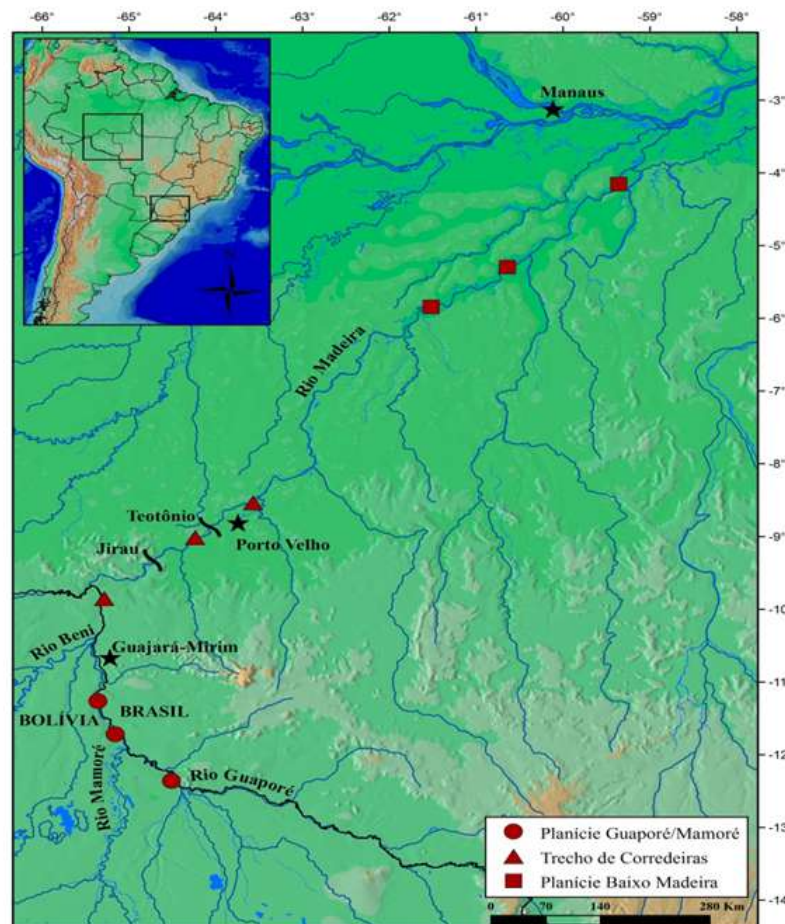 -66° -65° -64° -63° -62° -61° -60° -59° -58°
Manaus
-3°
-4°
-5°
-6°
Rio Madeira
-7°
-8°
Teotônio
Porto Velho
-9°
Jirau
-10°
Rio Beni
Guajará-Mirim
-11°
BOLÍVIA
BRASIL
Rio Mamoré
-12°
Rio Guaporé
-13°
Planície Guaporé/Mamoré
Trecho de Corredeiras
Planície Baixo Madeira
-14°
0 70 140 280 Km